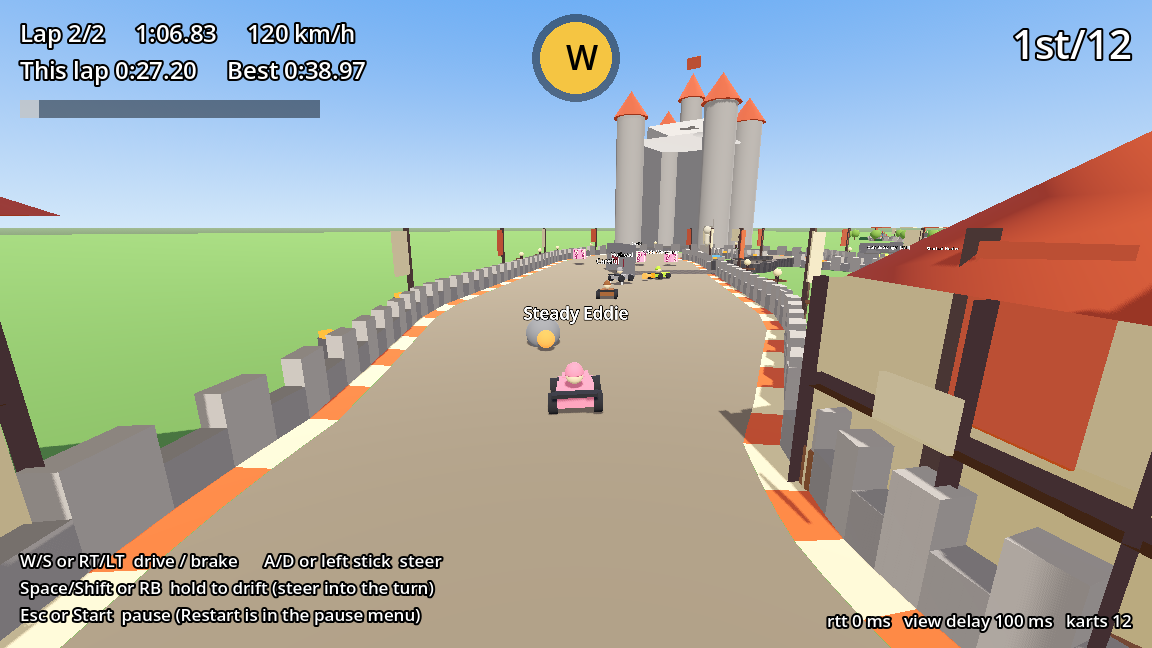 Lap 2/2 1:06.83 120 km/h
This lap 0:27.20 Best 0:38.97
W
1st/12
Steady Eddie
W/S or RT/LT drive / brake A/D or left stick steer
Space/Shift or RB hold to drift (steer into the turn)
Esc or Start pause (Restart is in the pause menu)
rtt 0 ms view delay 100 ms karts 12